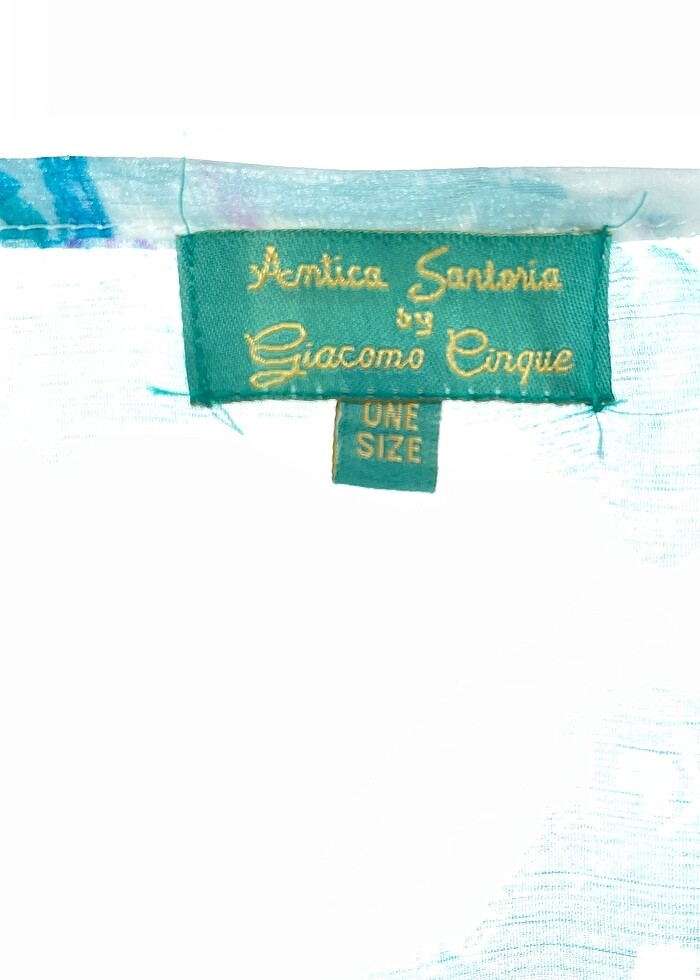 Antica Sartoria
by
Giacomo Cinque
ONE
SIZE